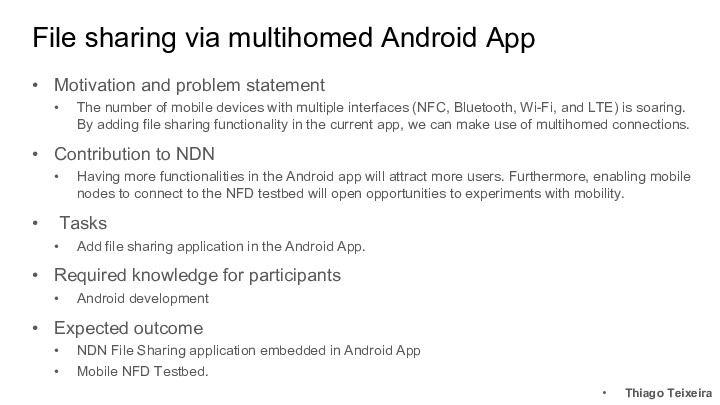 File sharing via multihomed Android App
• Motivation and problem statement
• The number of mobile devices with multiple interfaces (NFC, Bluetooth, Wi-Fi, and LTE) is soaring.
By adding file sharing functionality in the current app, we can make use of multihomed connections.
• Contribution to NDN
• Having more functionalities in the Android app will attract more users. Furthermore, enabling mobile
nodes to connect to the NFD testbed will open opportunities to experiments with mobility.
• Tasks
• Add file sharing application in the Android App.
• Required knowledge for participants
• Android development
• Expected outcome
• NDN File Sharing application embedded in Android App
• Mobile NFD Testbed.
• Thiago Teixeira